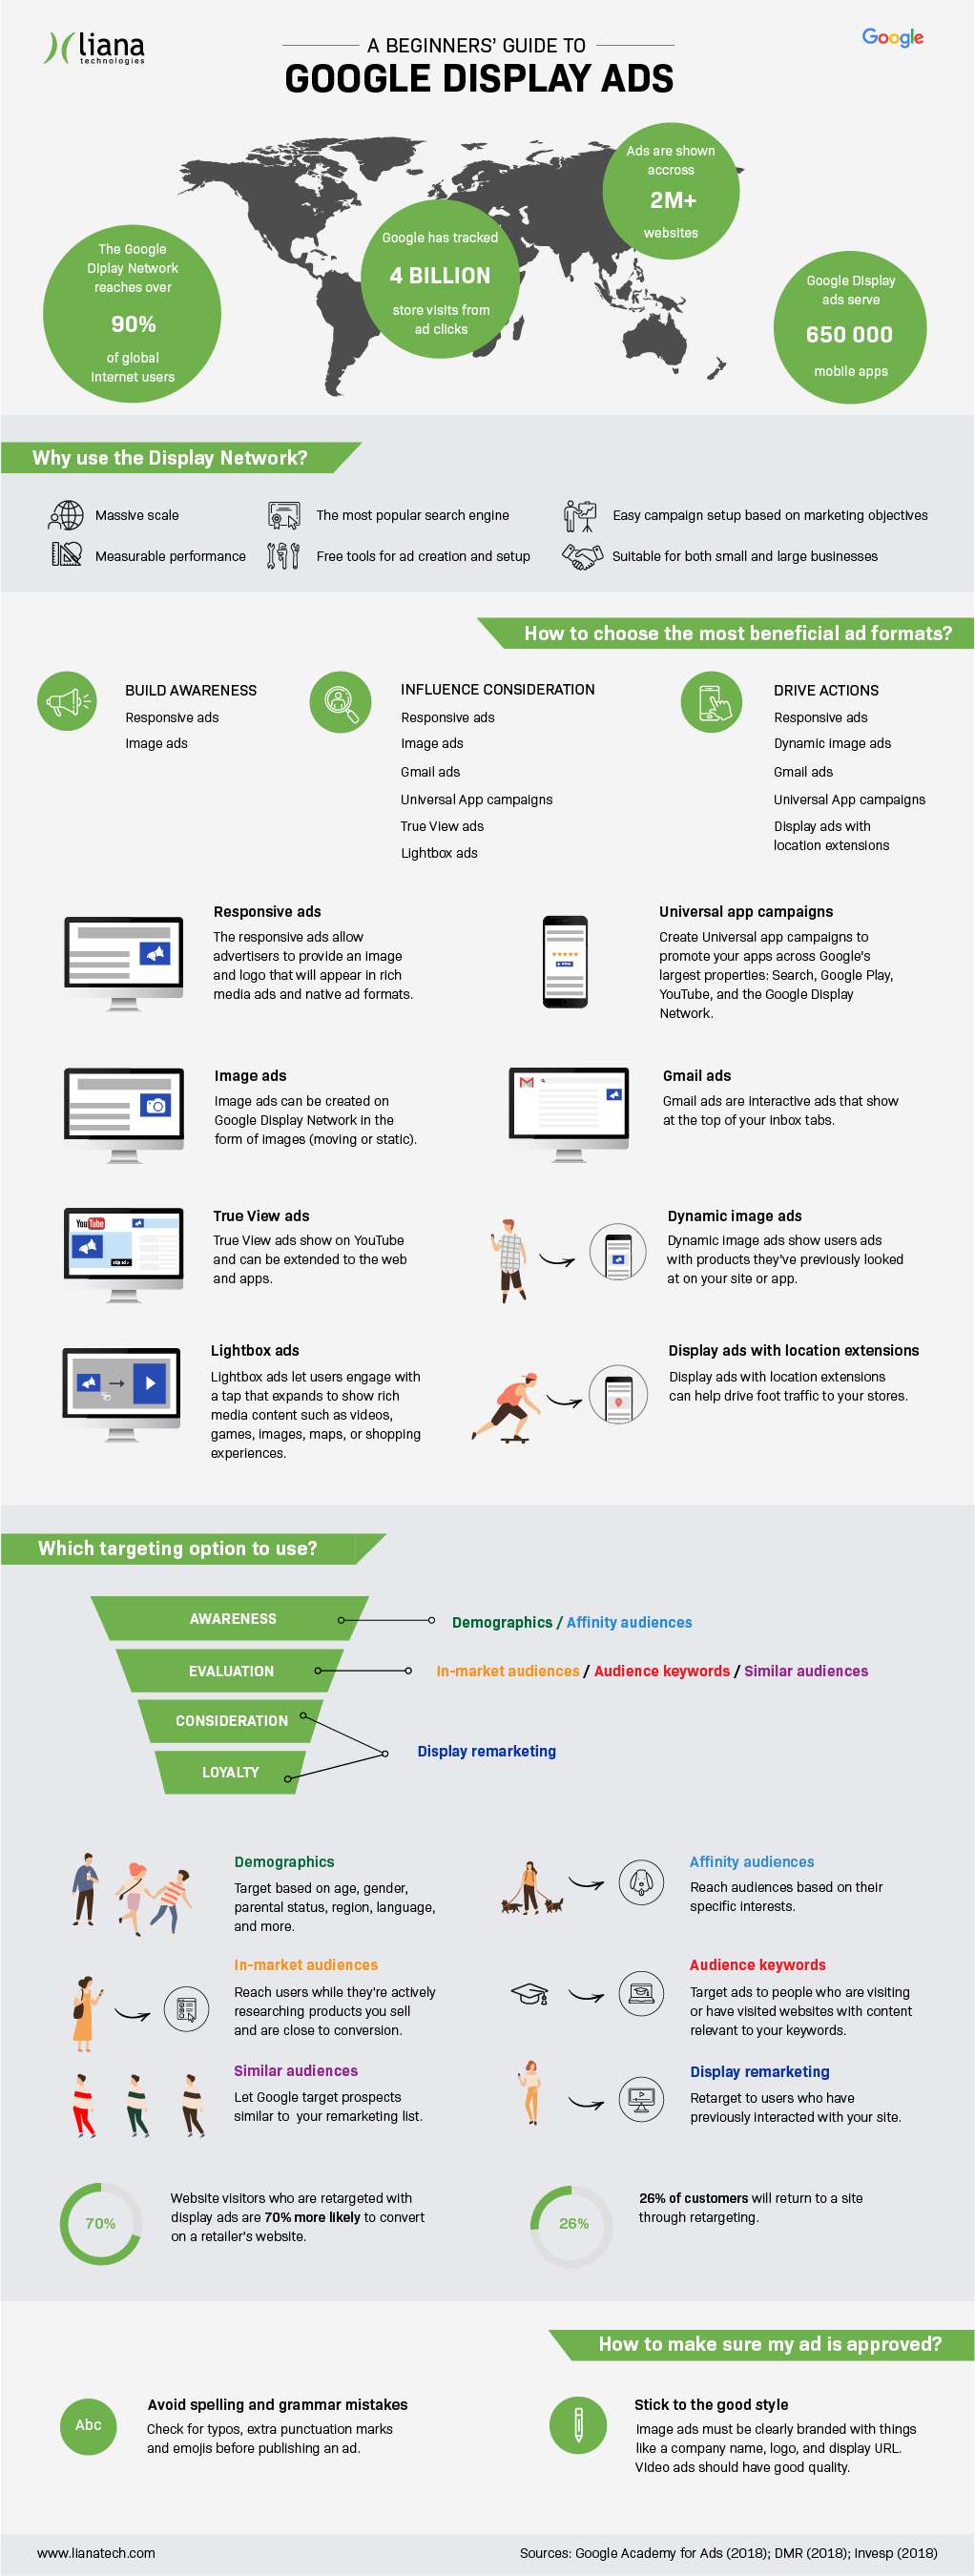 liana
technologies
A BEGINNERS' GUIDE TO
GOOGLE DISPLAY ADS
Google
Ads are shown
accross
2M+
websites
The Google
Diplay Network
reaches over
90%
of global
Internet users
Google has tracked
4 BILLION
store visits from
ad clicks
Google Display
ads serve
650 000
mobile apps
Why use the Display Network?
Massive scale
The most popular search engine
Easy campaign setup based on marketing objectives
Measurable performance
Free tools for ad creation and setup
Suitable for both small and large businesses
How to choose the most beneficial ad formats?
BUILD AWARENESS
Responsive ads
Image ads
INFLUENCE CONSIDERATION
Responsive ads
Image ads
Gmail ads
Universal App campaigns
True View ads
Lightbox ads
DRIVE ACTIONS
Responsive ads
Dynamic image ads
Gmail ads
Universal App campaigns
Display ads with
location extensions
Responsive ads
The responsive ads allow
advertisers to provide an image
and logo that will appear in rich
media ads and native ad formats.
Universal app campaigns
Create Universal app campaigns to
promote your apps across Google's
largest properties: Search, Google Play,
YouTube, and the Google Display
Network.
Image ads
Image ads can be created on
Google Display Network in the
form of images (moving or static).
Gmail ads
Gmail ads are interactive ads that show
at the top of your inbox tabs.
YouTube
skip ad
True View ads
True View ads show on YouTube
and can be extended to the web
and apps.
Dynamic image ads
Dynamic image ads show users ads
with products they've previously looked
at on your site or app.
Lightbox ads
Lightbox ads let users engage with
a tap that expands to show rich
media content such as videos,
games, images, maps, or shopping
experiences.
Display ads with location extensions
Display ads with location extensions
can help drive foot traffic to your stores.
Which targeting option to use?
AWARENESS
Demographics / Affinity audiences
EVALUATION
In-market audiences / Audience keywords / Similar audiences
CONSIDERATION
Display remarketing
LOYALTY
Demographics
Target based on age, gender,
parental status, region, language,
and more.
Affinity audiences
Reach audiences based on their
specific interests.
In-market audiences
Reach users while they're actively
researching products you sell
and are close to conversion.
Audience keywords
Target ads to people who are visiting
or have visited websites with content
relevant to your keywords.
Similar audiences
Let Google target prospects
similar to your remarketing list.
Display remarketing
Retarget to users who have
previously interacted with your site.
70%
Website visitors who are retargeted with
display ads are 70% more likely to convert
on a retailer's website.
26%
26% of customers will return to a site
through retargeting.
How to make sure my ad is approved?
Abc
Avoid spelling and grammar mistakes
Check for typos, extra punctuation marks
and emojis before publishing an ad.
Stick to the good style
Image ads must be clearly branded with things
like a company name, logo, and display URL.
Video ads should have good quality.
www.lianatech.com
Sources: Google Academy for Ads (2018); DMR (2018); Invesp (2018)